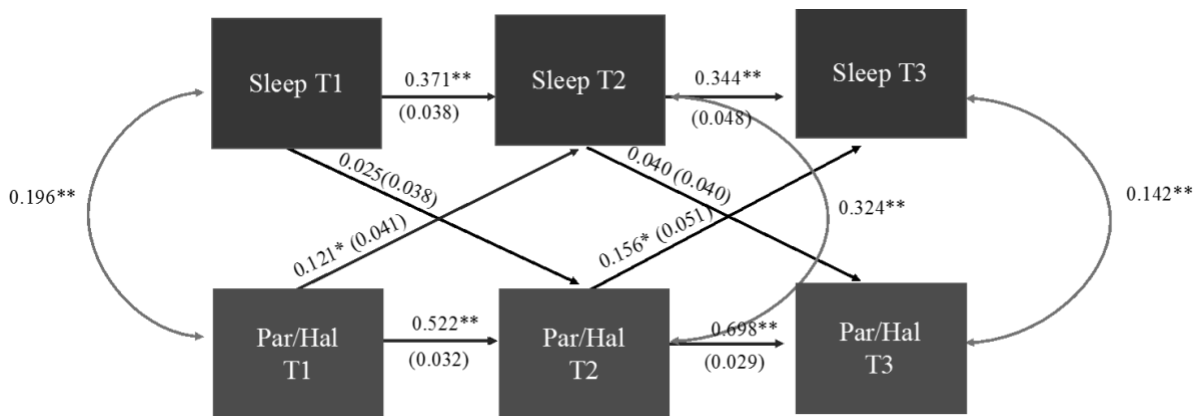 Sleep T1
0.371**
(0.038)
Sleep T2
0.344**
(0.048)
Sleep T3
0.196**
0.025(0.038)
0.121* (0.041)
0.040 (0.040)
0.156* (0.051)
0.324**
0.142**
Par/Hal
T1
0.522**
(0.032)
Par/Hal
T2
0.698**
(0.029)
Par/Hal
T3